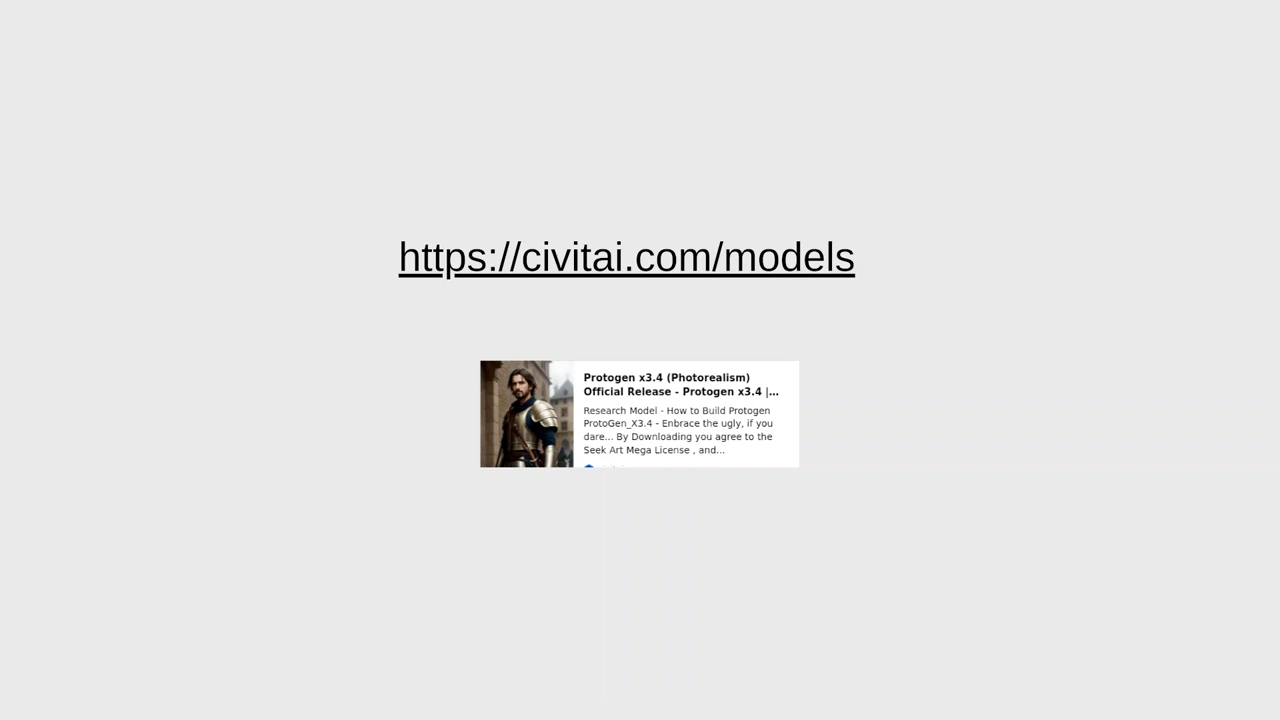 https://civitai.com/models
Protogen x3.4 (Photorealism)
Official Release - Protogen x3.4 |...
Research Model - How to Build Protogen
ProtoGen_X3.4 - Enbrace the ugly, if you
dare... By Downloading you agree to the
Seek Art Mega License , and...